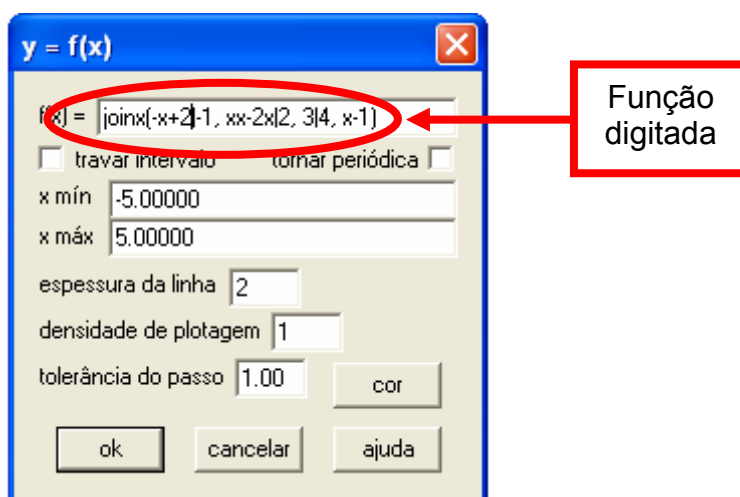 y = f(x)
f(x) = joinx(-x+2|-1, xx-2x|2, 3|4, x-1)
Função
digitada
travar intervalo tornar periódica
x mín -5.00000
x máx 5.00000
espessura da linha 2
densidade de plotagem 1
tolerância do passo 1.00 cor
ok cancelar ajuda